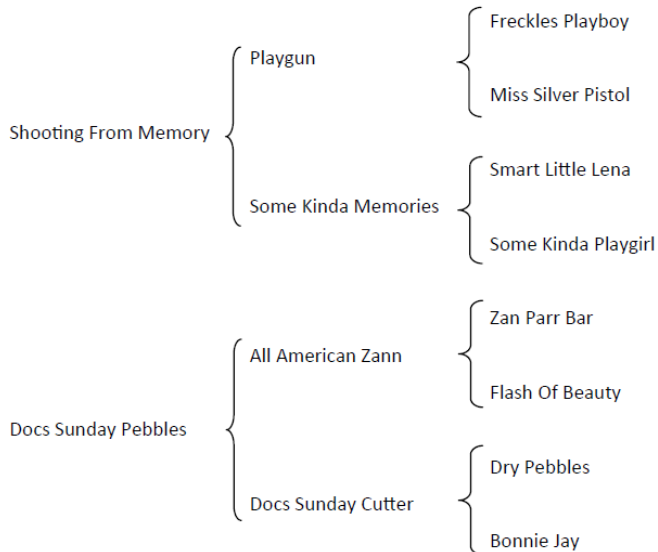 Freckles Playboy
Playgun
Miss Silver Pistol
Shooting From Memory
Smart Little Lena
Some Kinda Memories
Some Kinda Playgirl
Zan Parr Bar
All American Zann
Flash Of Beauty
Docs Sunday Pebbles
Dry Pebbles
Docs Sunday Cutter
Bonnie Jay